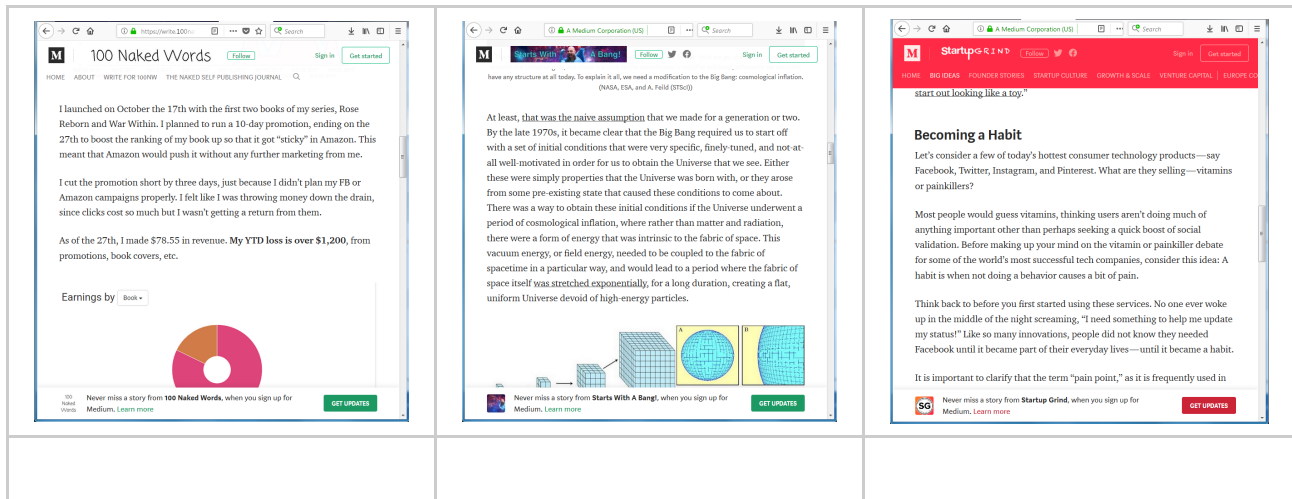 https://write.100n
Search
M
100 Naked Words
Follow
Sign in
Get started
HOME
ABOUT
WRITE FOR 100NW
THE NAKED SELF PUBLISHING JOURNAL
I launched on October the 17th with the first two books of my series, Rose
Reborn and War Within. I planned to run a 10-day promotion, ending on the
27th to boost the ranking of my book up so that it got “sticky” in Amazon. This
meant that Amazon would push it without any further marketing from me.
I cut the promotion short by three days, just because I didn’t plan my FB or
Amazon campaigns properly. I felt like I was throwing money down the drain,
since clicks cost so much but I wasn’t getting a return from them.
As of the 27th, I made $78.55 in revenue. My YTD loss is over $1,200, from
promotions, book covers, etc.
Earnings by
Book
100
Naked
Words
Never miss a story from 100 Naked Words, when you sign up for
Medium. Learn more
GET UPDATES
A Medium Corporation (US)
Search
M
Starts With A Bang!
Follow
Sign in
Get started
have any structure at all today. To explain it all, we need a modification to the Big Bang: cosmological inflation.
(NASA, ESA, and A. Feild (STScI))
At least, that was the naive assumption that we made for a generation or two.
By the late 1970s, it became clear that the Big Bang required us to start off
with a set of initial conditions that were very specific, finely-tuned, and not-at-
all well-motivated in order for us to obtain the Universe that we see. Either
these were simply properties that the Universe was born with, or they arose
from some pre-existing state that caused these conditions to come about.
There was a way to obtain these initial conditions if the Universe underwent a
period of cosmological inflation, where rather than matter and radiation,
there were a form of energy that was intrinsic to the fabric of space. This
vacuum energy, or field energy, needed to be coupled to the fabric of
spacetime in a particular way, and would lead to a period where the fabric of
space itself was stretched exponentially, for a long duration, creating a flat,
uniform Universe devoid of high-energy particles.
A
B
Never miss a story from Starts With A Bang!, when you sign up for
Medium. Learn more
GET UPDATES
A Medium Corporation (US)
Search
M
StartupGRIND
Follow
Sign in
Get started
HOME
BIG IDEAS
FOUNDER STORIES
STARTUP CULTURE
GROWTH & SCALE
VENTURE CAPITAL
EUROPE CO
start out looking like a toy.”
Becoming a Habit
Let’s consider a few of today’s hottest consumer technology products—say
Facebook, Twitter, Instagram, and Pinterest. What are they selling—vitamins
or painkillers?
Most people would guess vitamins, thinking users aren’t doing much of
anything important other than perhaps seeking a quick boost of social
validation. Before making up your mind on the vitamin or painkiller debate
for some of the world’s most successful tech companies, consider this idea: A
habit is when not doing a behavior causes a bit of pain.
Think back to before you first started using these services. No one ever woke
up in the middle of the night screaming, “I need something to help me update
my status!” Like so many innovations, people did not know they needed
Facebook until it became part of their everyday lives—until it became a habit.
It is important to clarify that the term “pain point,” as it is frequently used in
SG
Never miss a story from Startup Grind, when you sign up for
Medium. Learn more
GET UPDATES